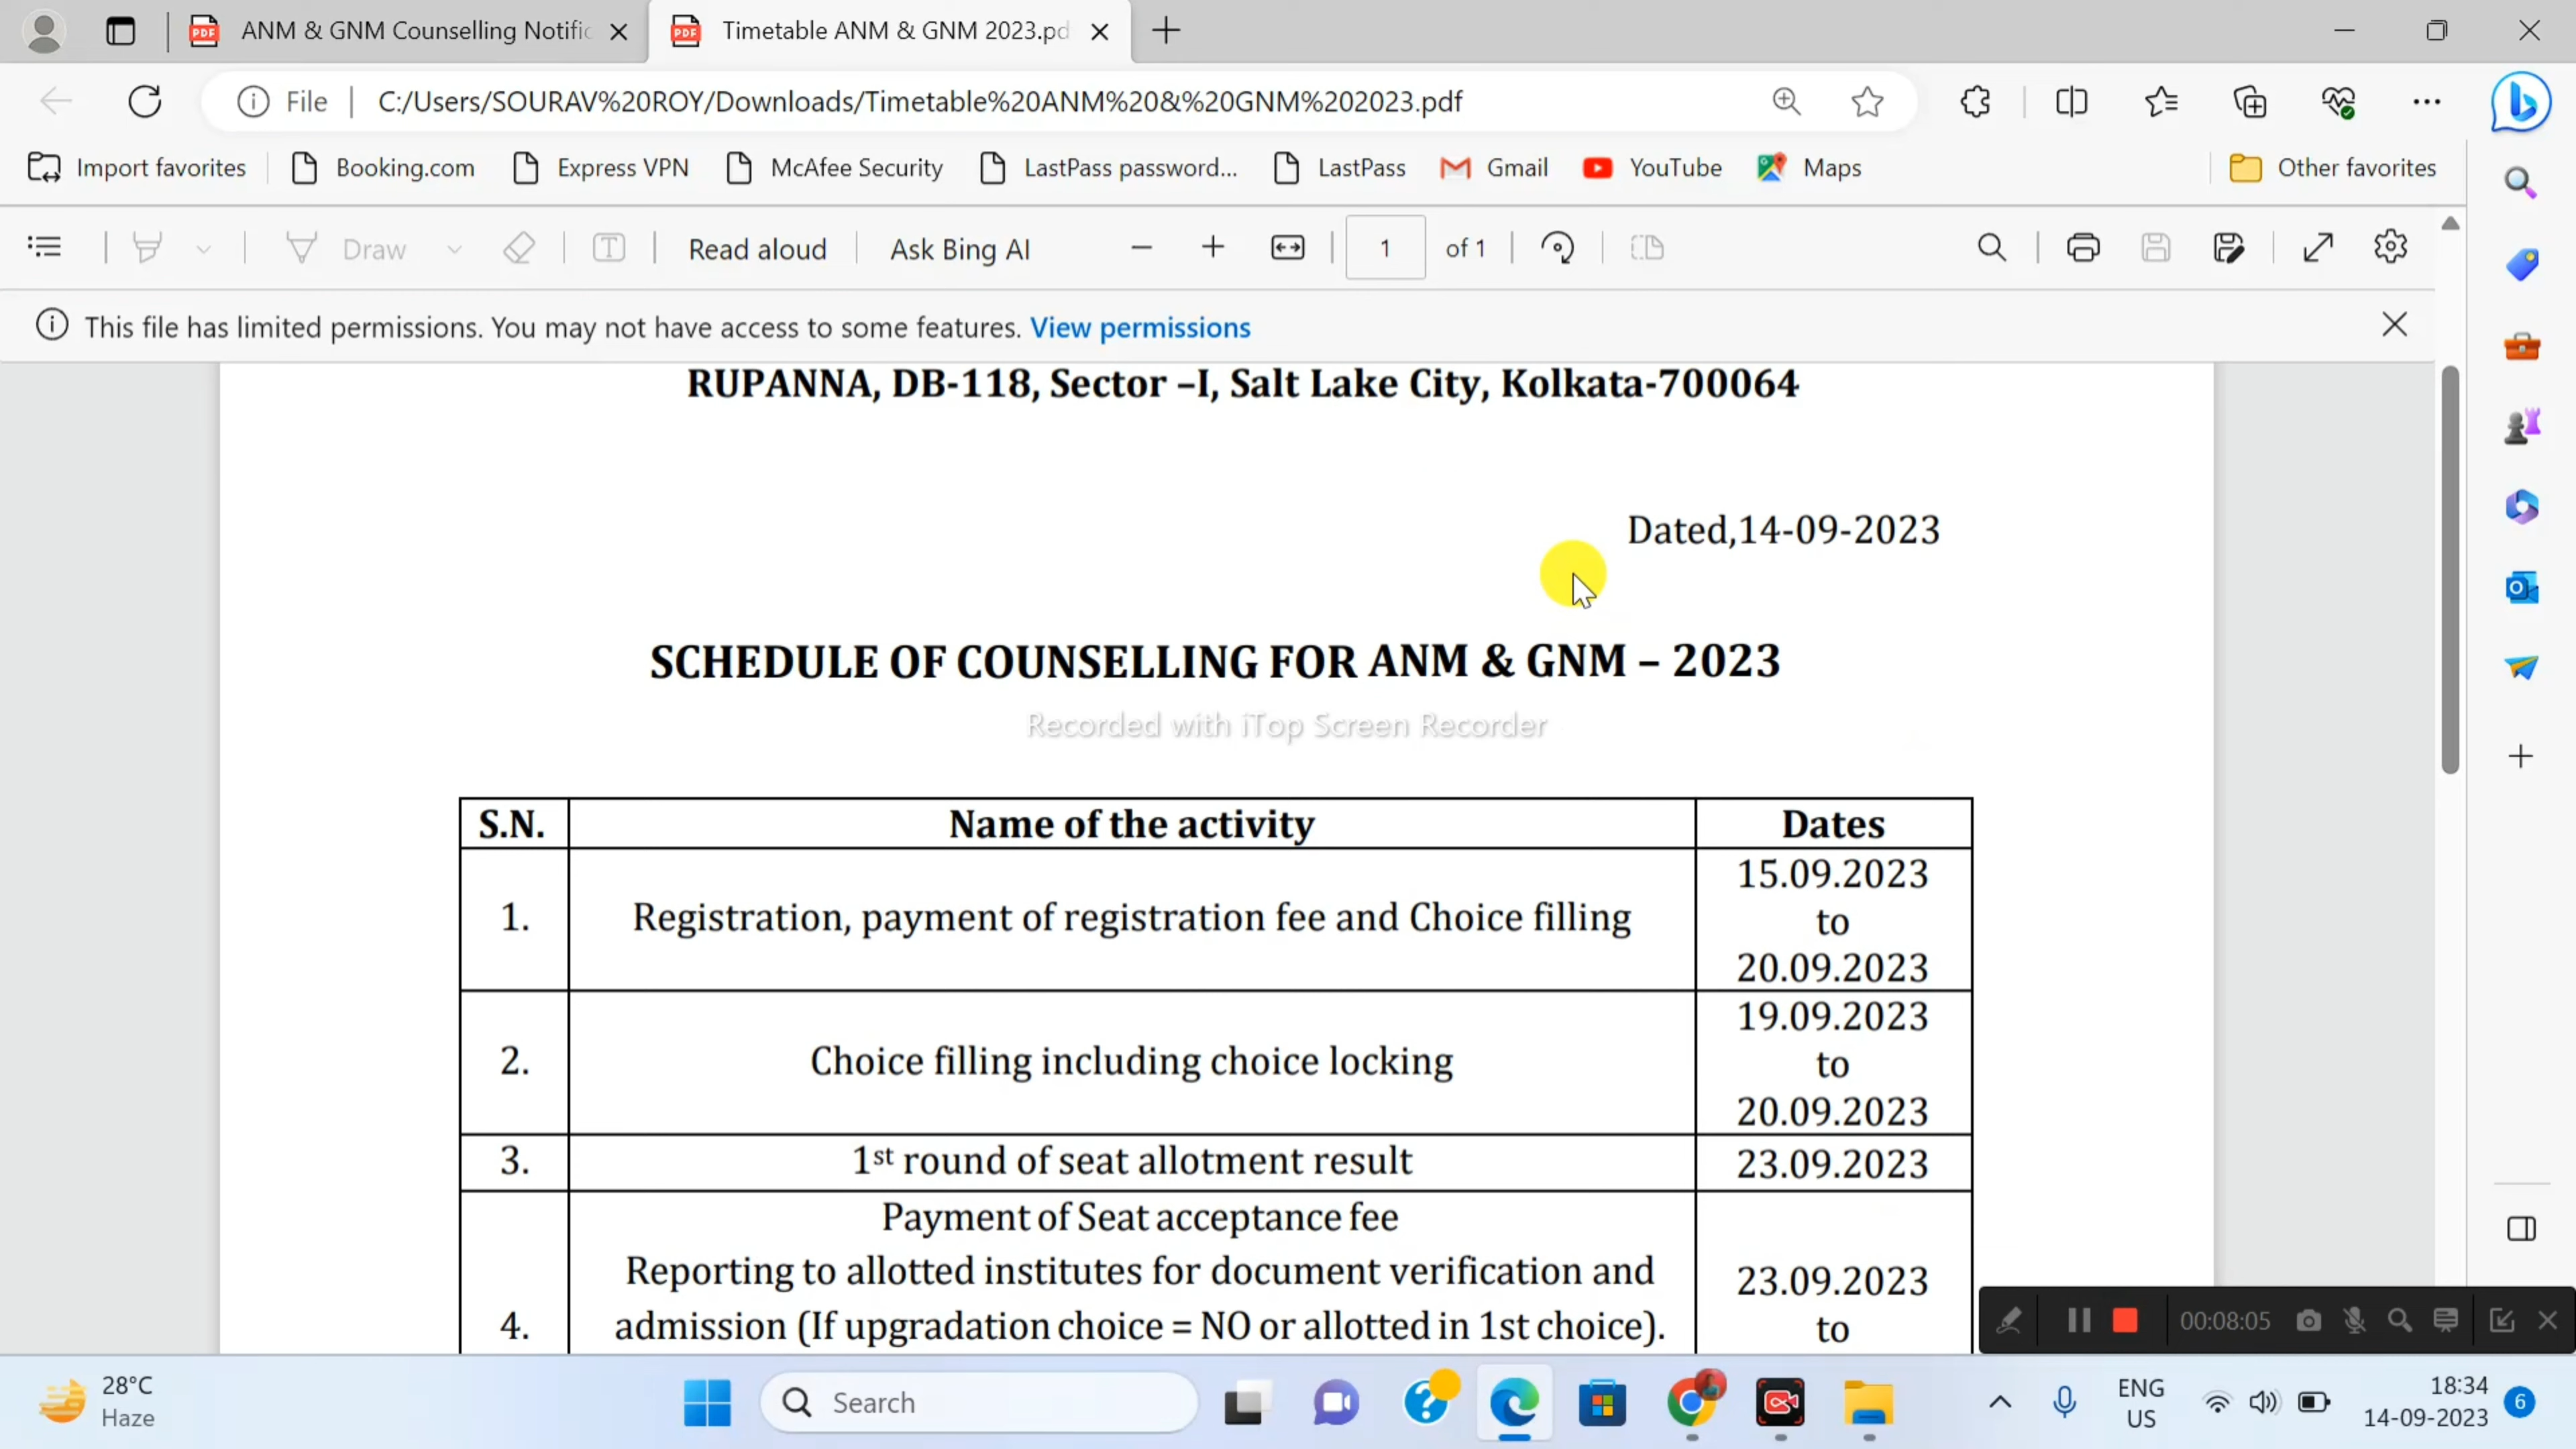 ANM & GNM Counselling Notific
Timetable ANM & GNM 2023.pd
File
C:/Users/SOURAV%20ROY/Downloads/Timetable%20ANM%20&%20GNM%202023.pdf
Import favorites
Booking.com
Express VPN
McAfee Security
LastPass password...
LastPass
Gmail
YouTube
Maps
Other favorites
Draw
Read aloud
Ask Bing AI
1
of 1
This file has limited permissions. You may not have access to some features. View permissions
RUPANNA, DB-118, Sector –I, Salt Lake City, Kolkata-700064
Dated,14-09-2023
SCHEDULE OF COUNSELLING FOR ANM & GNM – 2023
Recorded with iTop Screen Recorder
S.N. Name of the activity Dates
1. Registration, payment of registration fee and Choice filling
15.09.2023
to
20.09.2023
2. Choice filling including choice locking
19.09.2023
to
20.09.2023
3. 1st round of seat allotment result 23.09.2023
4.
Payment of Seat acceptance fee
Reporting to allotted institutes for document verification and
admission (If upgradation choice = NO or allotted in 1st choice).
23.09.2023
to
00:08:05
28°C
Haze
Search
ENG
US
18:34
14-09-2023
6